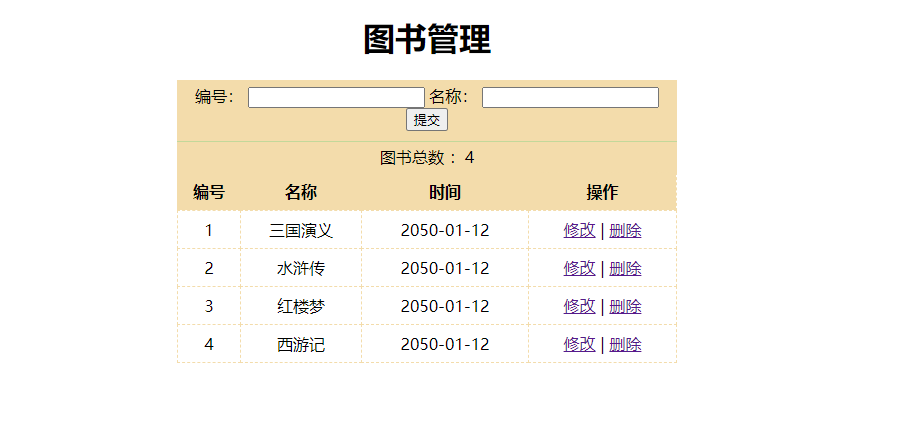 图书管理
编号： 名称：
提交
图书总数 ：4
编号 名称 时间 操作
1 三国演义 2050-01-12 修改 | 删除
2 水浒传 2050-01-12 修改 | 删除
3 红楼梦 2050-01-12 修改 | 删除
4 西游记 2050-01-12 修改 | 删除